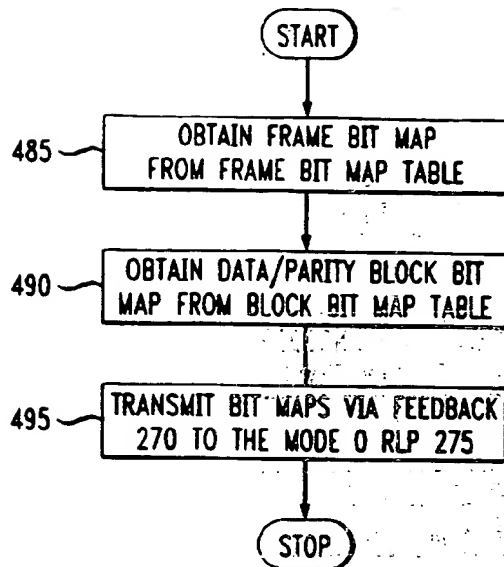 START
485
OBTAIN FRAME BIT MAP
FROM FRAME BIT MAP TABLE
490
OBTAIN DATA/PARITY BLOCK BIT
MAP FROM BLOCK BIT MAP TABLE
495
TRANSMIT BIT MAPS VIA FEEDBACK
270 TO THE MODE 0 RLP 275
STOP